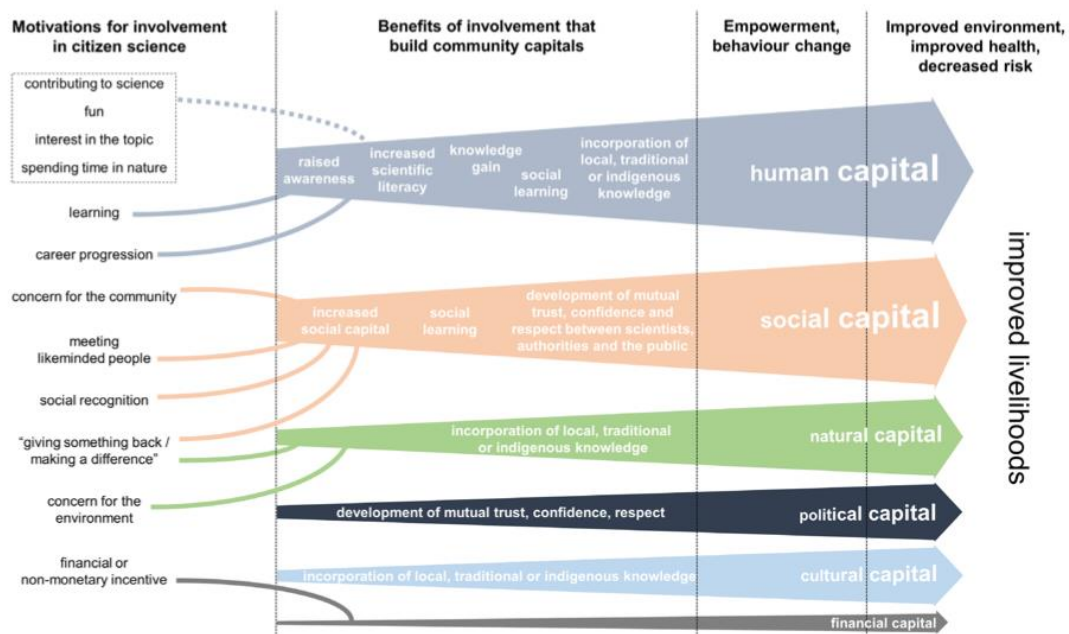 Motivations for involvement
in citizen science
Benefits of involvement that
build community capitals
Empowerment,
behaviour change
Improved environment,
improved health,
decreased risk
contributing to science
fun
interest in the topic
spending time in nature
learning
career progression
concern for the community
meeting
likeminded people
social recognition
“giving something back /
making a difference”
concern for the
environment
financial or
non-monetary incentive
raised
awareness
increased
scientific
literacy
knowledge
gain
social
learning
incorporation of
local, traditional
or indigenous
knowledge
human capital
increased
social capital
social
learning
development of mutual
trust, confidence and
respect between scientists,
authorities and the public
social capital
incorporation of local, traditional
or indigenous knowledge
natural capital
development of mutual trust, confidence, respect
political capital
incorporation of local, traditional or indigenous knowledge
cultural capital
financial capital
improved livelihoods